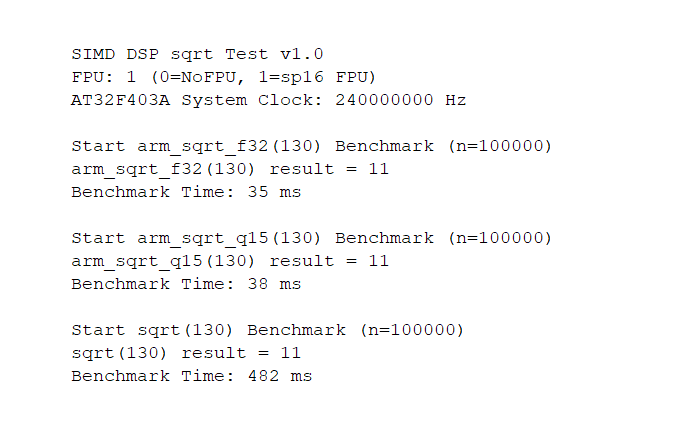 SIMD DSP sqrt Test v1.0
FPU: 1 (0=NoFPU, 1=sp16 FPU)
AT32F403A System Clock: 240000000 Hz
Start arm_sqrt_f32(130) Benchmark (n=100000)
arm_sqrt_f32(130) result = 11
Benchmark Time: 35 ms
Start arm_sqrt_q15(130) Benchmark (n=100000)
arm_sqrt_q15(130) result = 11
Benchmark Time: 38 ms
Start sqrt(130) Benchmark (n=100000)
sqrt(130) result = 11
Benchmark Time: 482 ms